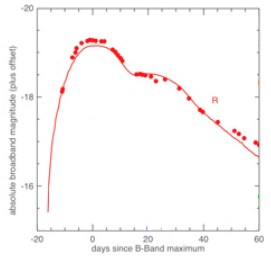 -20
-18
-16
absolute broadband magnitude (plus offset)
R
-20
0
20
40
60
days since B-Band maximum